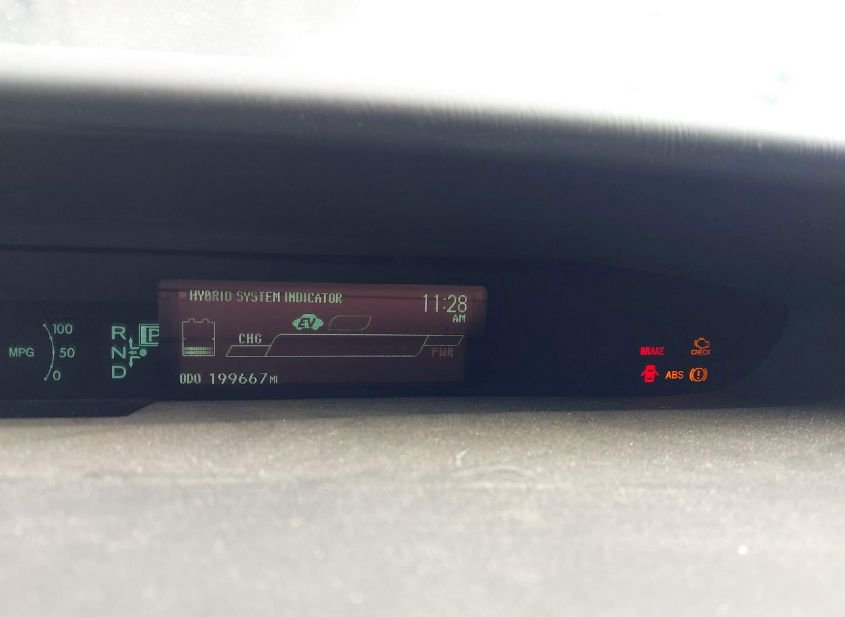 HYBRID SYSTEM INDICATOR 11:28
AM
EV
CHG
PWR
ODO 199667 MI
MPG
100
50
0
R
N
D
P
BRAKE
CHECK
ABS